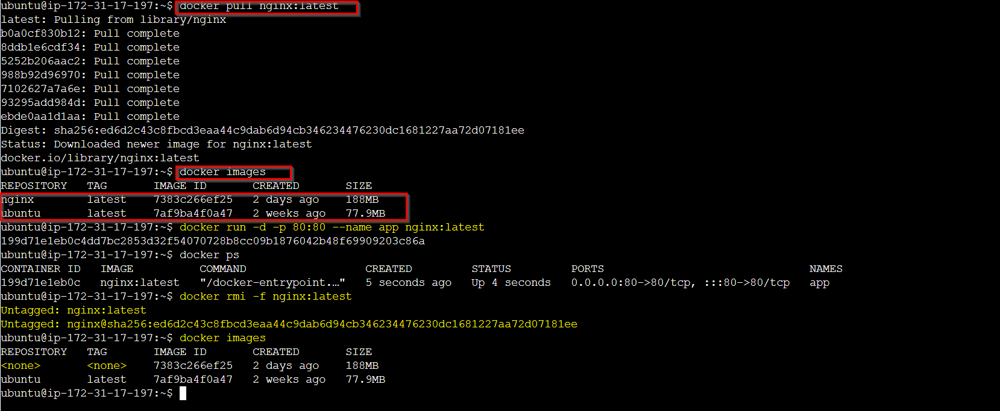 ubuntu@ip-172-31-17-197:~$ docker pull nginx:latest
latest: Pulling from library/nginx
b0a0cf830b12: Pull complete
8ddb1e6cdf34: Pull complete
5252b206aac2: Pull complete
988b92d96970: Pull complete
7102627a7a6e: Pull complete
93295add984d: Pull complete
ebde0aa1d1aa: Pull complete
Digest: sha256:ed6d2c43c8fbcd3eaa44c9dab6d94cb346234476230dc1681227aa72d07181ee
Status: Downloaded newer image for nginx:latest
docker.io/library/nginx:latest
ubuntu@ip-172-31-17-197:~$ docker images
REPOSITORY   TAG       IMAGE ID       CREATED       SIZE
nginx        latest    7383c266ef25   2 days ago    188MB
ubuntu       latest    7af9ba4f0a47   2 weeks ago   77.9MB
ubuntu@ip-172-31-17-197:~$ docker run -d -p 80:80 --name app nginx:latest
199d71e1eb0c4dd7bc2853d32f54070728b8cc09b1876042b48f69909203c86a
ubuntu@ip-172-31-17-197:~$ docker ps
CONTAINER ID   IMAGE          COMMAND                  CREATED         STATUS         PORTS                               NAMES
199d71e1eb0c   nginx:latest   "/docker-entrypoint.…"   5 seconds ago   Up 4 seconds   0.0.0.0:80->80/tcp, :::80->80/tcp   app
ubuntu@ip-172-31-17-197:~$ docker rmi -f nginx:latest
Untagged: nginx:latest
Untagged: nginx@sha256:ed6d2c43c8fbcd3eaa44c9dab6d94cb346234476230dc1681227aa72d07181ee
ubuntu@ip-172-31-17-197:~$ docker images
REPOSITORY   TAG       IMAGE ID       CREATED       SIZE
<none>       <none>    7383c266ef25   2 days ago    188MB
ubuntu       latest    7af9ba4f0a47   2 weeks ago   77.9MB
ubuntu@ip-172-31-17-197:~$